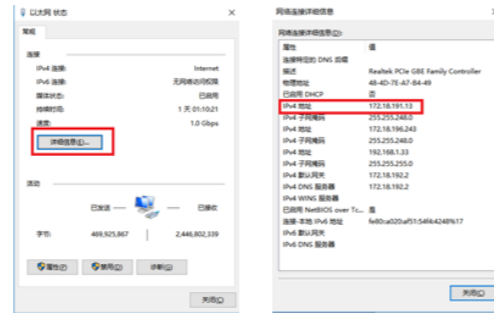 以太网 状态
常规
连接
IPv4 连接: Internet
IPv6 连接: 无网络访问权限
媒体状态: 已启用
持续时间: 1 天 01:10:21
速度: 1.0 Gbps
详细信息(E)...
活动
已发送 — — 已接收
字节: 469,925,867 | 2,446,802,339
属性(P) 禁用(D) 诊断(G)
关闭(C)
网络连接详细信息
网络连接详细信息(D):
属性 值
连接特定的 DNS 后缀
描述 Realtek PCIe GBE Family Controller
物理地址 48-4D-7E-A7-B4-49
已启用 DHCP 否
IPv4 地址 172.18.191.13
IPv4 子网掩码 255.255.248.0
IPv4 地址 172.18.196.243
IPv4 子网掩码 255.255.248.0
IPv4 地址 192.168.1.33
IPv4 子网掩码 255.255.255.0
IPv4 默认网关 172.18.192.2
IPv4 DNS 服务器 172.18.192.2
IPv4 WINS 服务器
已启用 NetBIOS over Tc... 是
连接-本地 IPv6 地址 fe80::a020:af51:54f4:4248%17
IPv6 默认网关
IPv6 DNS 服务器
关闭(C)